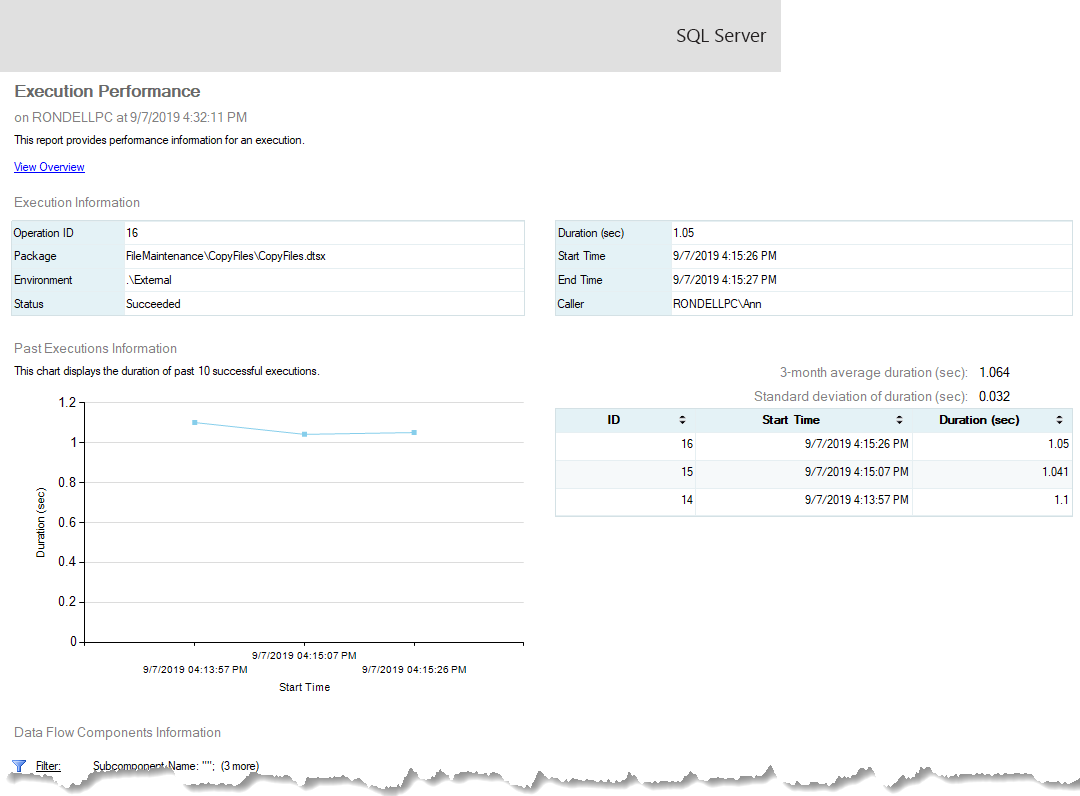 SQL Server
Execution Performance
on RONDELLPC at 9/7/2019 4:32:11 PM
This report provides performance information for an execution.
View Overview
Execution Information
Operation ID 16
Package FileMaintenance\CopyFiles\CopyFiles.dtsx
Environment .\External
Status Succeeded
Duration (sec) 1.05
Start Time 9/7/2019 4:15:26 PM
End Time 9/7/2019 4:15:27 PM
Caller RONDELLPC\Ann
Past Executions Information
This chart displays the duration of past 10 successful executions.
1.2
1
0.8
0.6
0.4
0.2
0
Duration (sec)
9/7/2019 04:15:07 PM
9/7/2019 04:13:57 PM 9/7/2019 04:15:26 PM
Start Time
3-month average duration (sec): 1.064
Standard deviation of duration (sec): 0.032
ID Start Time Duration (sec)
16 9/7/2019 4:15:26 PM 1.05
15 9/7/2019 4:15:07 PM 1.041
14 9/7/2019 4:13:57 PM 1.1
Data Flow Components Information
Filter: Subcomponent Name: ""; (3 more)